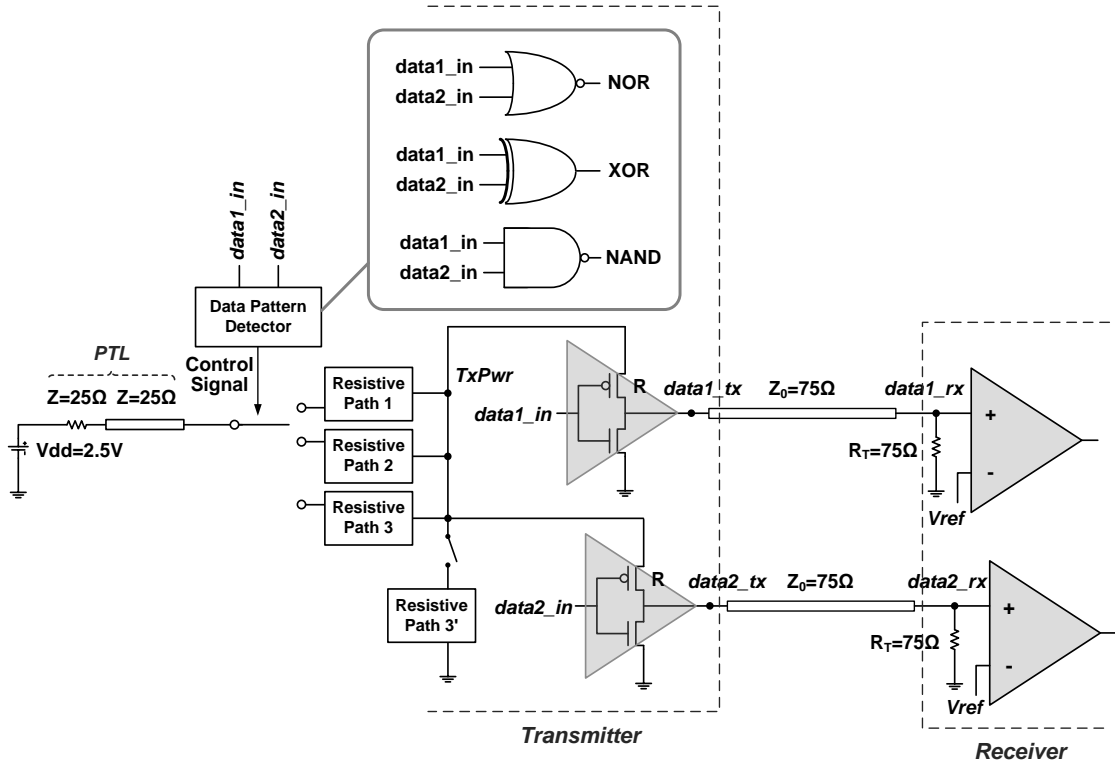 data1_in
data2_in
NOR
data1_in
data2_in
XOR
data1_in
data2_in
NAND
data1_in
data2_in
Data Pattern
Detector
Control
Signal
PTL
Z=25Ω Z=25Ω
Vdd=2.5V
Resistive
Path 1
Resistive
Path 2
Resistive
Path 3
Resistive
Path 3'
TxPwr
data1_in
R
data1_tx
Z0=75Ω
data1_rx
RT=75Ω
+
-
Vref
data2_in
R
data2_tx
Z0=75Ω
data2_rx
RT=75Ω
+
-
Vref
Transmitter
Receiver